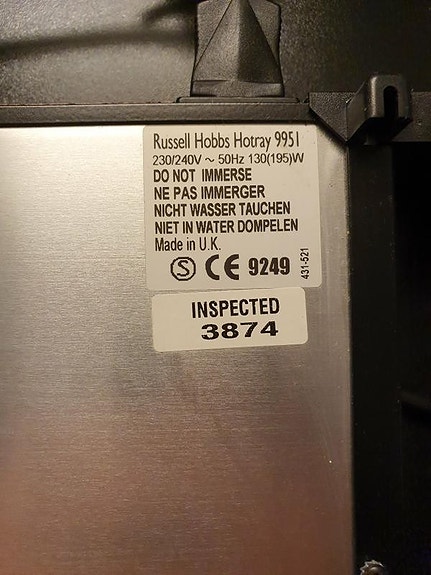 Russell Hobbs Hotray 9951
230/240V ~ 50Hz 130(195)W
DO NOT IMMERSE
NE PAS IMMERGER
NICHT WASSER TAUCHEN
NIET IN WATER DOMPELEN
Made in U.K.
S CE 9249
431-521
INSPECTED
3874